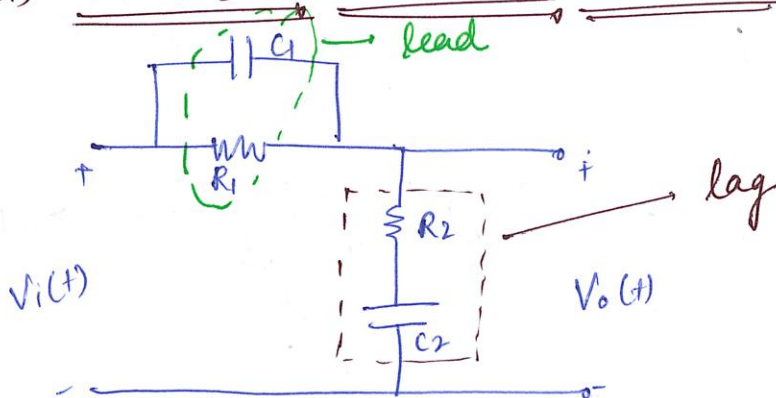 C1
lead
+
R1
+
lag
R2
Vi(t)
Vo(t)
C2
-
-